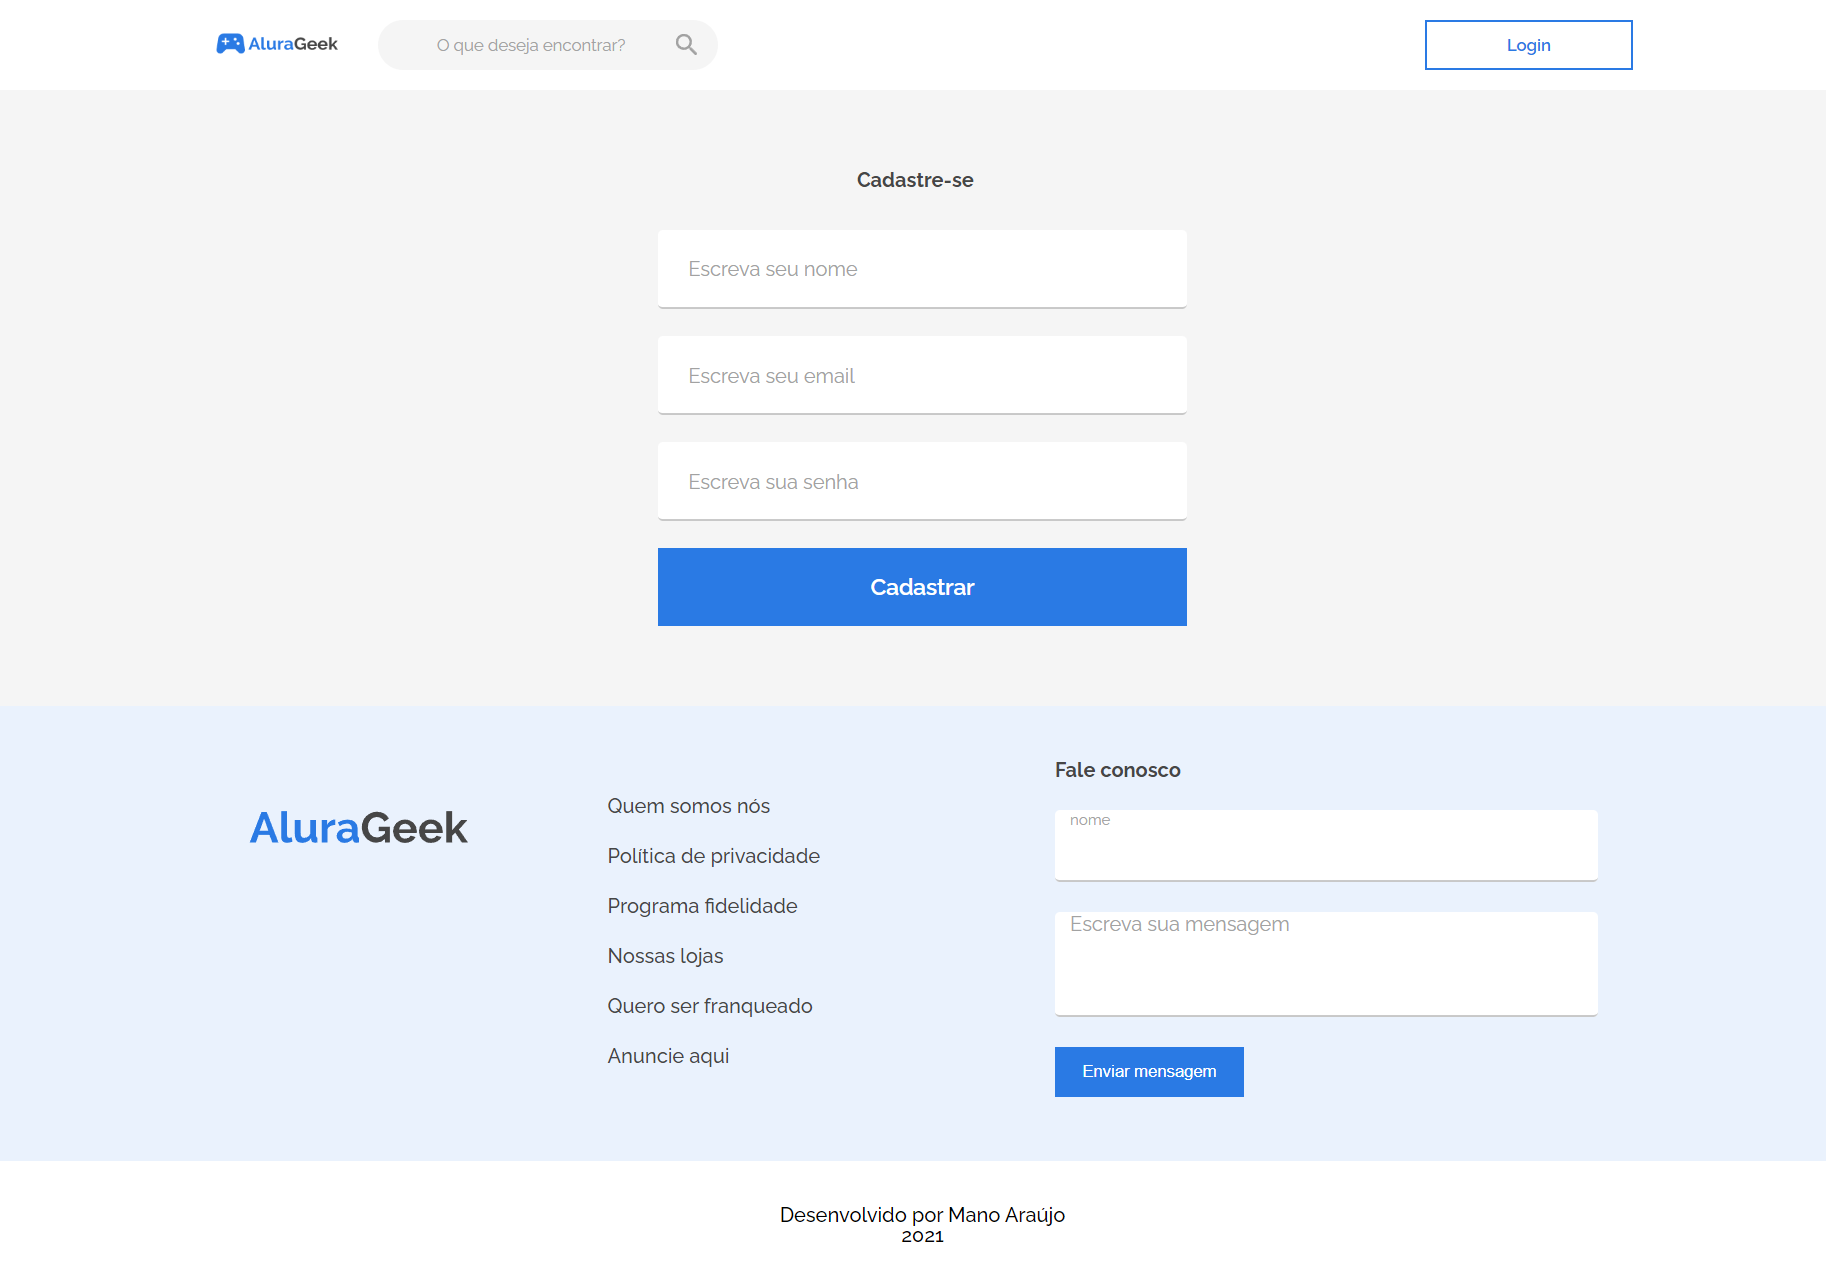 AluraGeek
O que deseja encontrar?
Login
Cadastre-se
Escreva seu nome
Escreva seu email
Escreva sua senha
Cadastrar
AluraGeek
Quem somos nós
Política de privacidade
Programa fidelidade
Nossas lojas
Quero ser franqueado
Anuncie aqui
Fale conosco
nome
Escreva sua mensagem
Enviar mensagem
Desenvolvido por Mano Araújo
2021